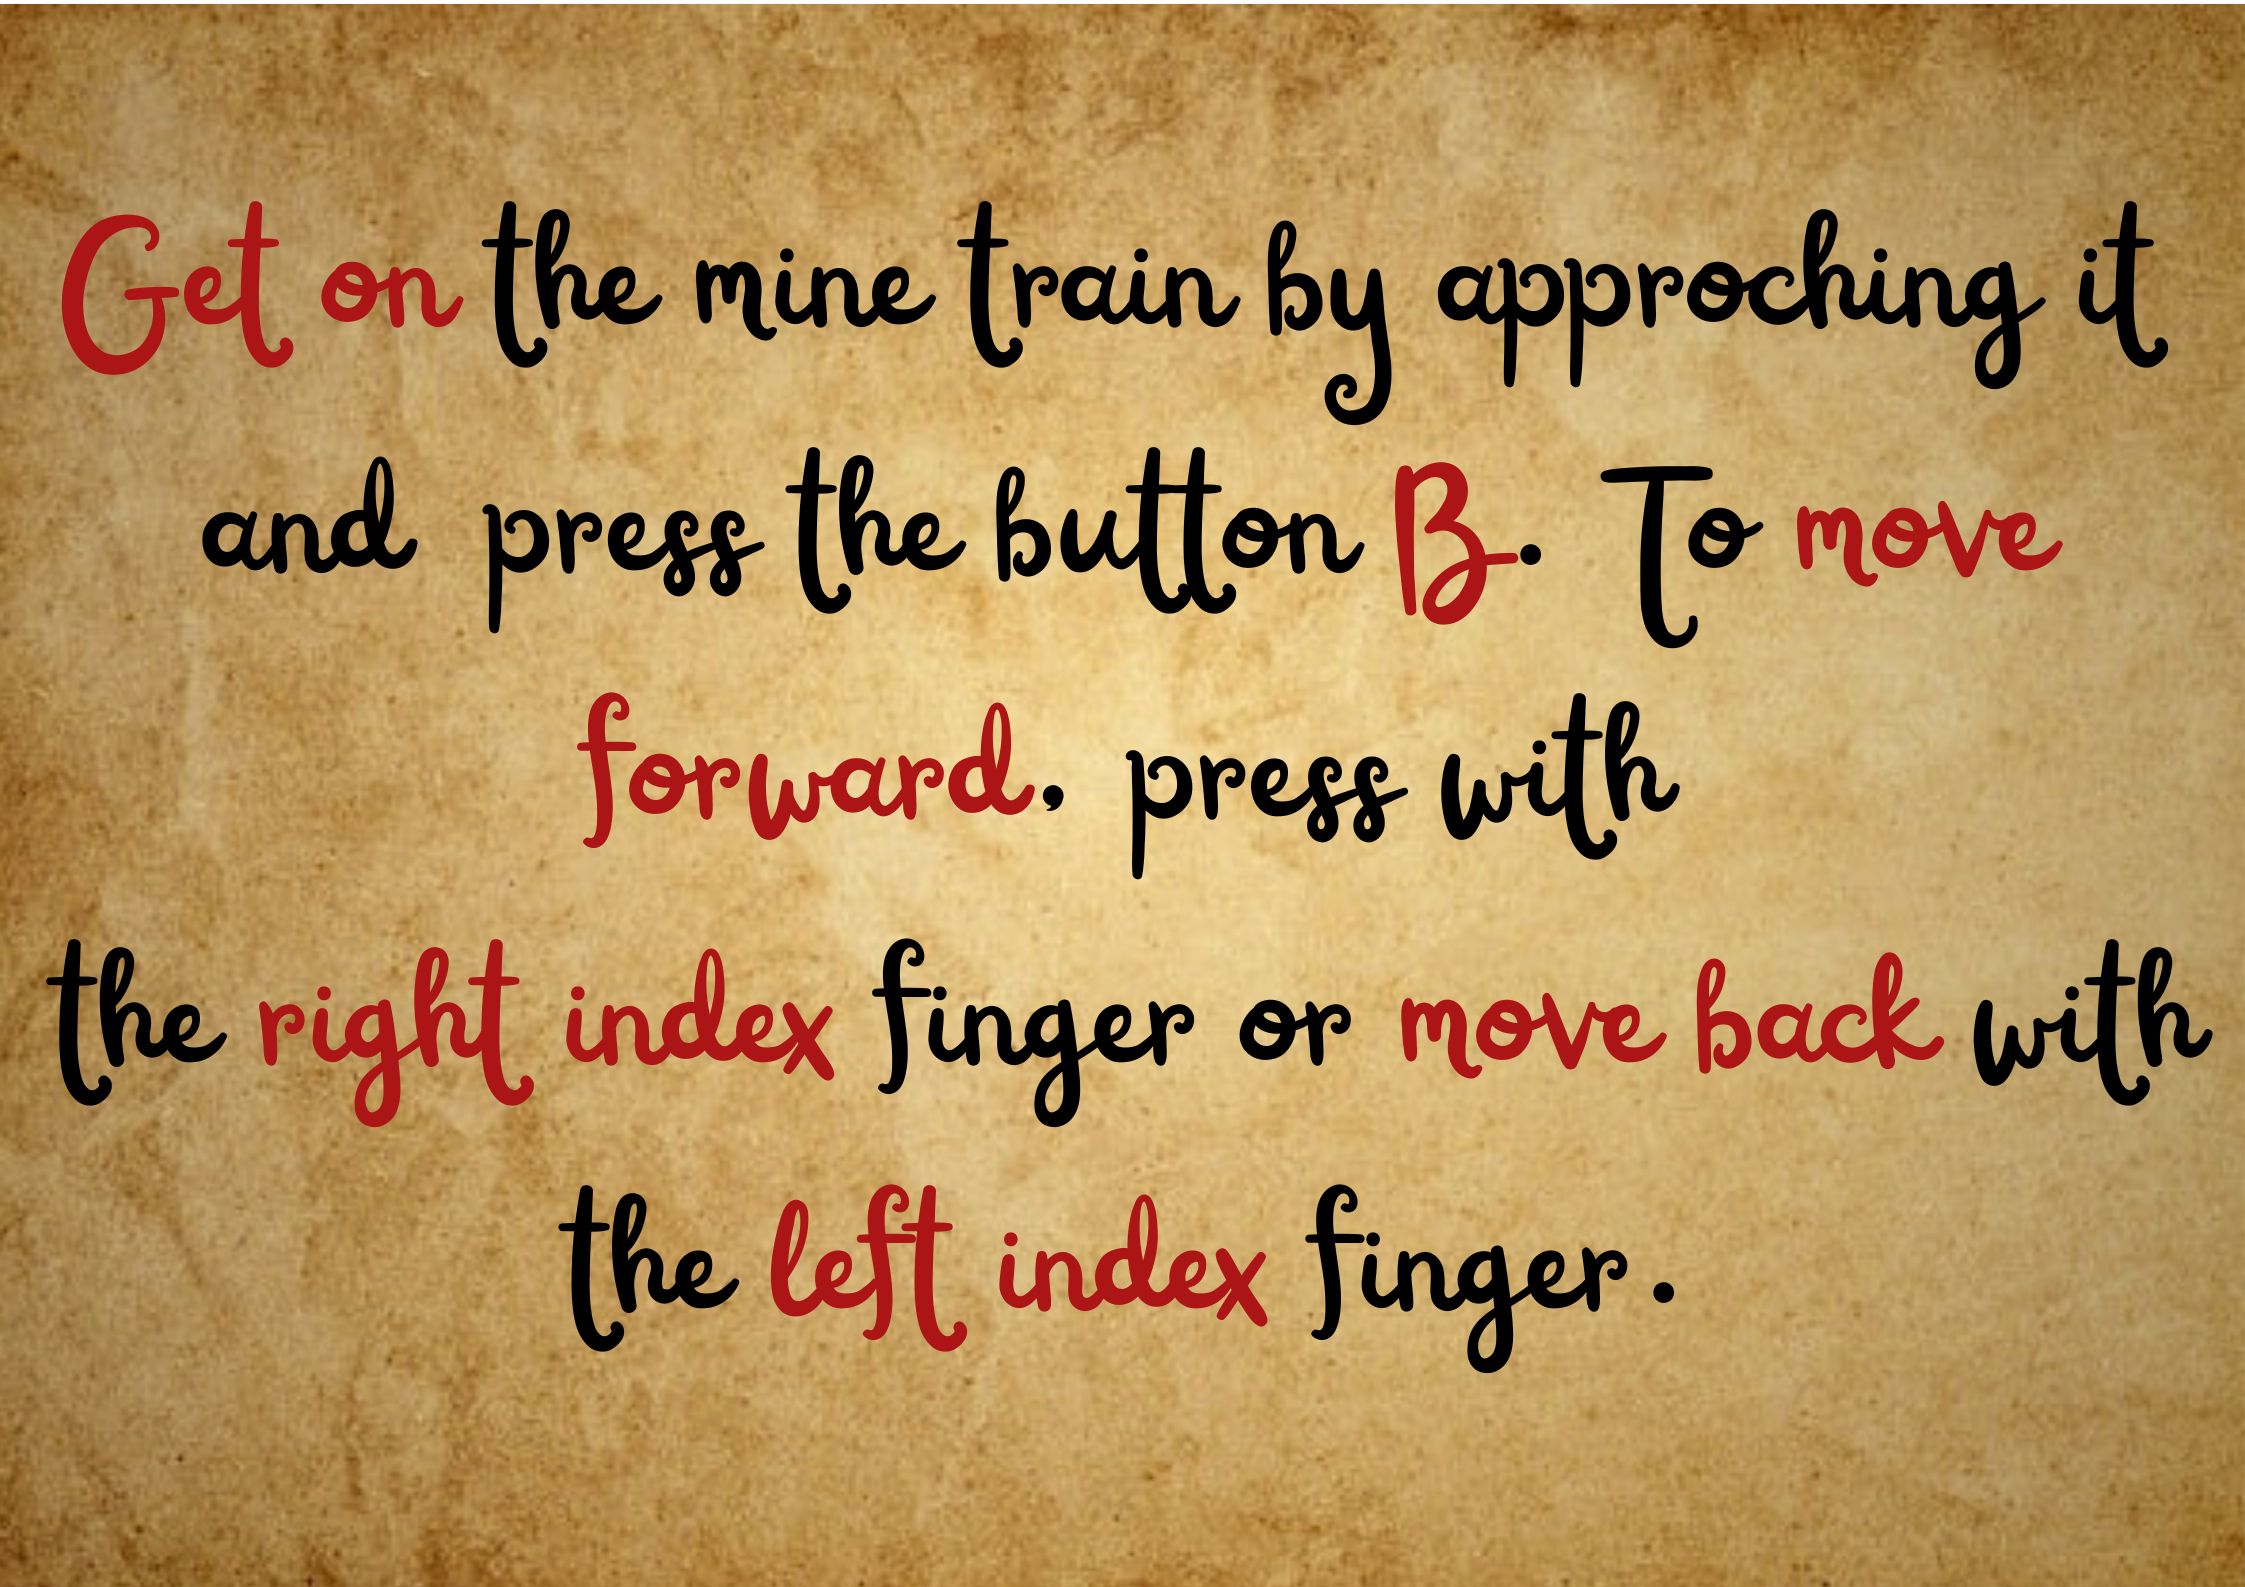 Get on the mine train by approching it
and press the button B. To move
forward, press with
the right index finger or move back with
the left index finger.